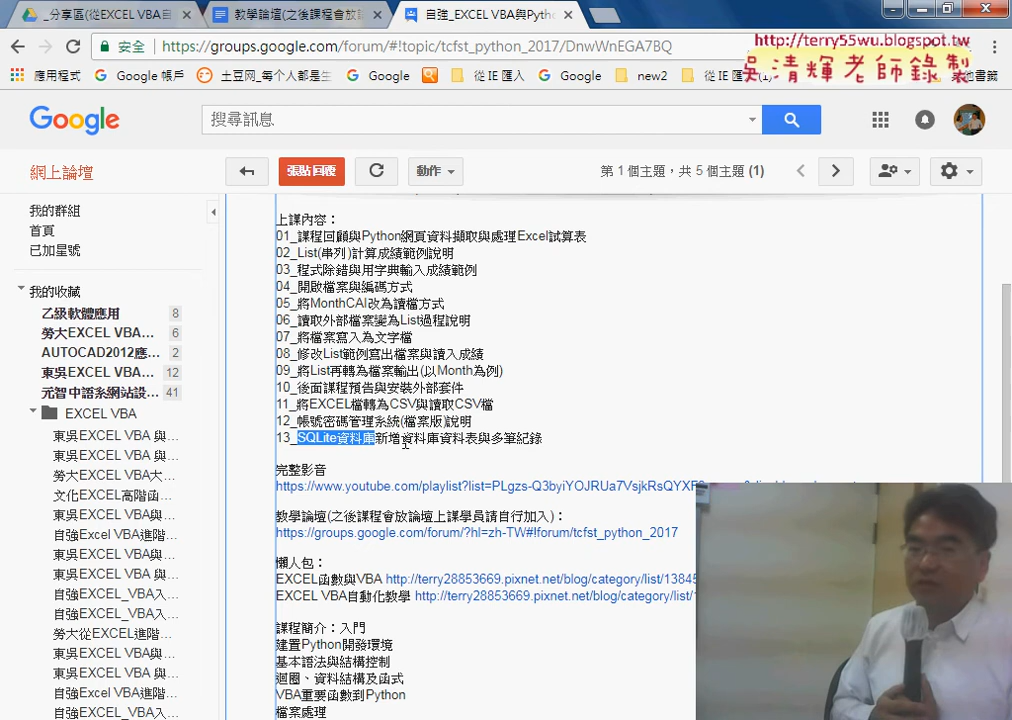 _分享區(從EXCEL VBA
教學論壇(之後課程會放
自強_EXCEL VBA與Pyth
安全
https://groups.google.com/forum/#!topic/tcfst_python_2017/DnwWnEGA7BQ
http://terry55wu.blogspot.tw
吳清輝老師錄製
應用程式
Google 帳戶
土豆网_每个人都是生
Google
從 IE 匯入
Google
new2
從 IE 匯入(1)
書籤
Google
搜尋訊息
網上論壇
張貼回覆
動作
第 1 個主題，共 5 個主題 (1)
我的群組
首頁
已加星號
我的收藏
乙級軟體應用 8
勞大EXCEL VBA... 6
AUTOCAD2012應... 2
東吳EXCEL VBA... 12
元智中語系網站設... 41
EXCEL VBA
東吳EXCEL VBA 與...
東吳EXCEL VBA 與...
勞大EXCEL VBA大...
文化EXCEL高階函...
東吳EXCEL VBA與...
自強Excel VBA進階...
東吳EXCEL VBA與...
東吳EXCEL VBA 與...
自強EXCEL_VBA入...
自強EXCEL_VBA入...
勞大從EXCEL進階...
東吳EXCEL VBA與...
東吳EXCEL VBA 與...
自強Excel VBA進階...
自強EXCEL_VBA入...
上課內容：
01_課程回顧與Python網頁資料擷取與處理Excel試算表
02_List(串列)計算成績範例說明
03_程式除錯與用字典輸入成績範例
04_開啟檔案與編碼方式
05_將MonthCAI改為讀檔方式
06_讀取外部檔案變為List過程說明
07_將檔案寫入為文字檔
08_修改List範例寫出檔案與讀入成績
09_將List再轉為檔案輸出(以Month為例)
10_後面課程預告與安裝外部套件
11_將EXCEL檔轉為CSV與讀取CSV檔
12_帳號密碼管理系統(檔案版)說明
13_SQLite資料庫新增資料庫資料表與多筆紀錄
完整影音
https://www.youtube.com/playlist?list=PLgzs-Q3byiYOJRUa7VsjkRsQYXF
教學論壇(之後課程會放論壇上課學員請自行加入)：
https://groups.google.com/forum/?hl=zh-TW#!forum/tcfst_python_2017
懶人包：
EXCEL函數與VBA http://terry28853669.pixnet.net/blog/category/list/13845
EXCEL VBA自動化教學 http://terry28853669.pixnet.net/blog/category/list/
課程簡介：入門
建置Python開發環境
基本語法與結構控制
迴圈、資料結構及函式
VBA重要函數到Python
檔案處理